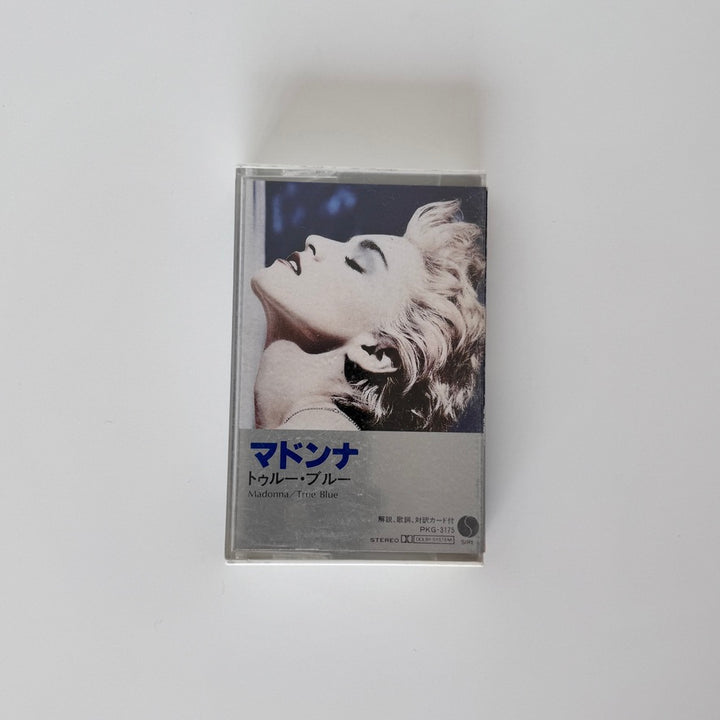 マドンナ
トゥルー・ブルー
Madonna/True Blue
解説、歌詞、対訳カード付
PKG-3175
STEREO DOLBY SYSTEM
SIRE